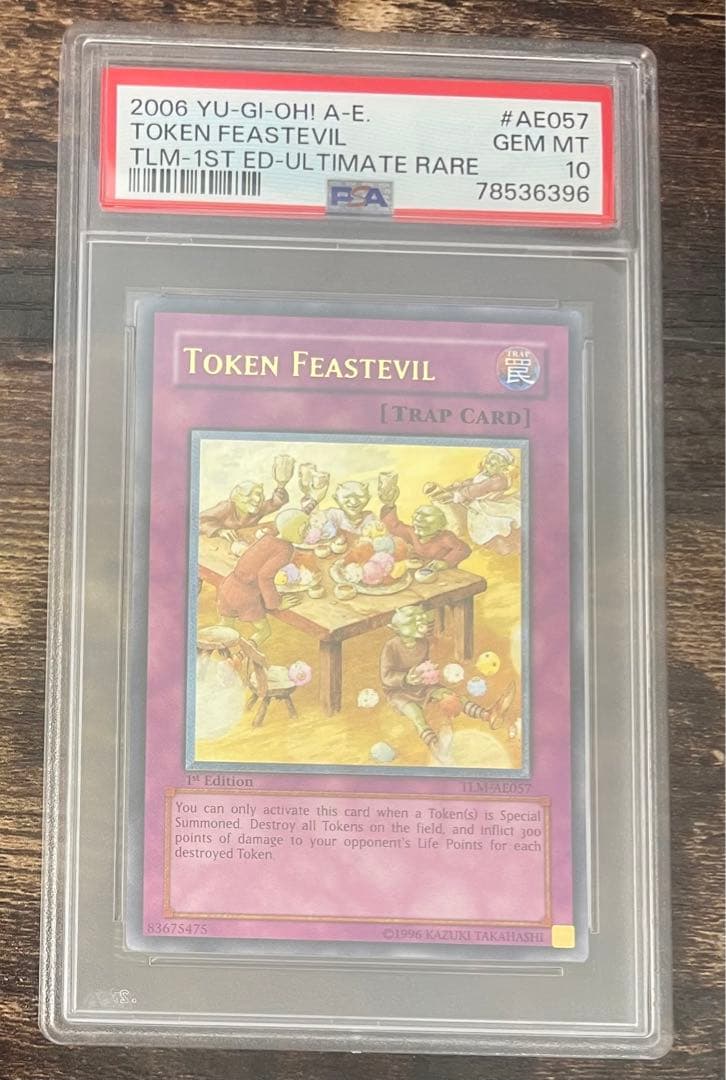 2006 YU-GI-OH! A-E. #AE057
TOKEN FEASTEVIL GEM MT
TLM-1ST ED-ULTIMATE RARE 10
PSA 78536396
TOKEN FEASTEVIL
TRAP
罠
[TRAP CARD]
1st Edition TLM-AE057
You can only activate this card when a Token(s) is Special
Summoned. Destroy all Tokens on the field, and inflict 300
points of damage to your opponent's Life Points for each
destroyed Token.
83675475 ©1996 KAZUKI TAKAHASHI